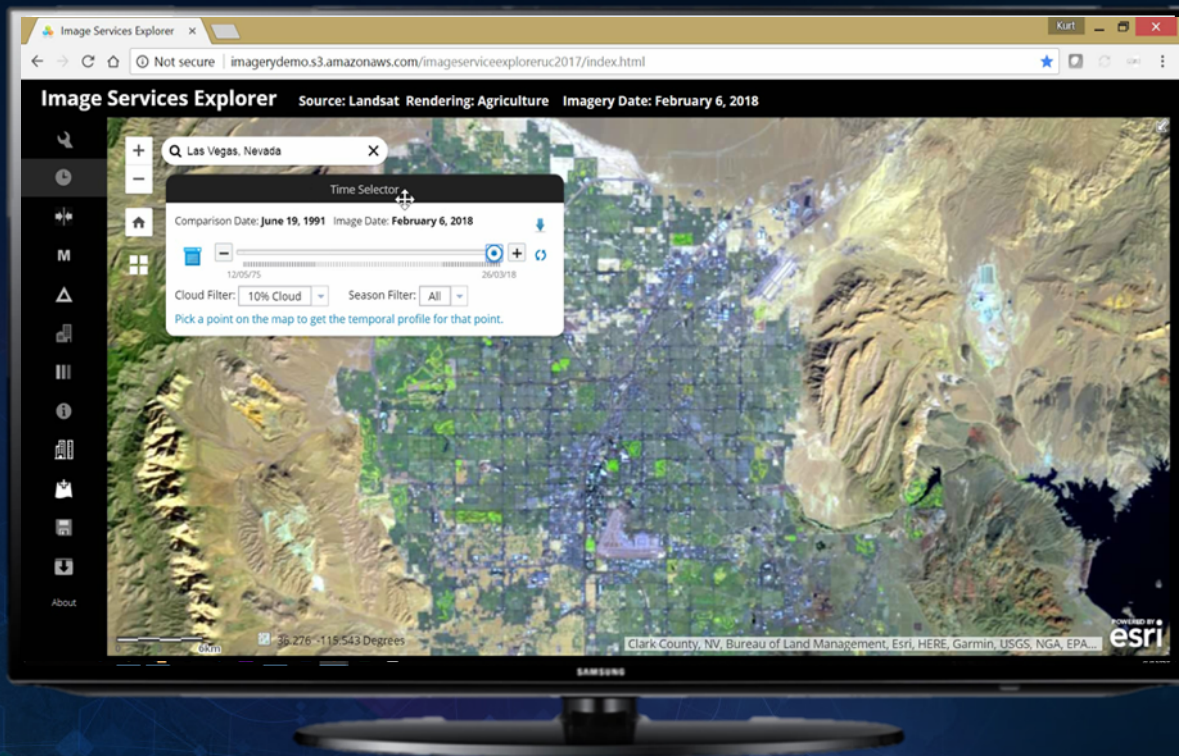 Image Services Explorer
Kurt
Not secure imagerydemo.s3.amazonaws.com/imageserviceexploreruc2017/index.html
Image Services Explorer Source: Landsat Rendering: Agriculture Imagery Date: February 6, 2018
+
Las Vegas, Nevada
−
Time Selector
Comparison Date: June 19, 1991 Image Date: February 6, 2018
− +
12/05/75 26/03/18
Cloud Filter: 10% Cloud Season Filter: All
Pick a point on the map to get the temporal profile for that point.
M
About
36.276 -115.543 Degrees
6km
Clark County, NV, Bureau of Land Management, Esri, HERE, Garmin, USGS, NGA, EPA...
POWERED BY
esri
SAMSUNG